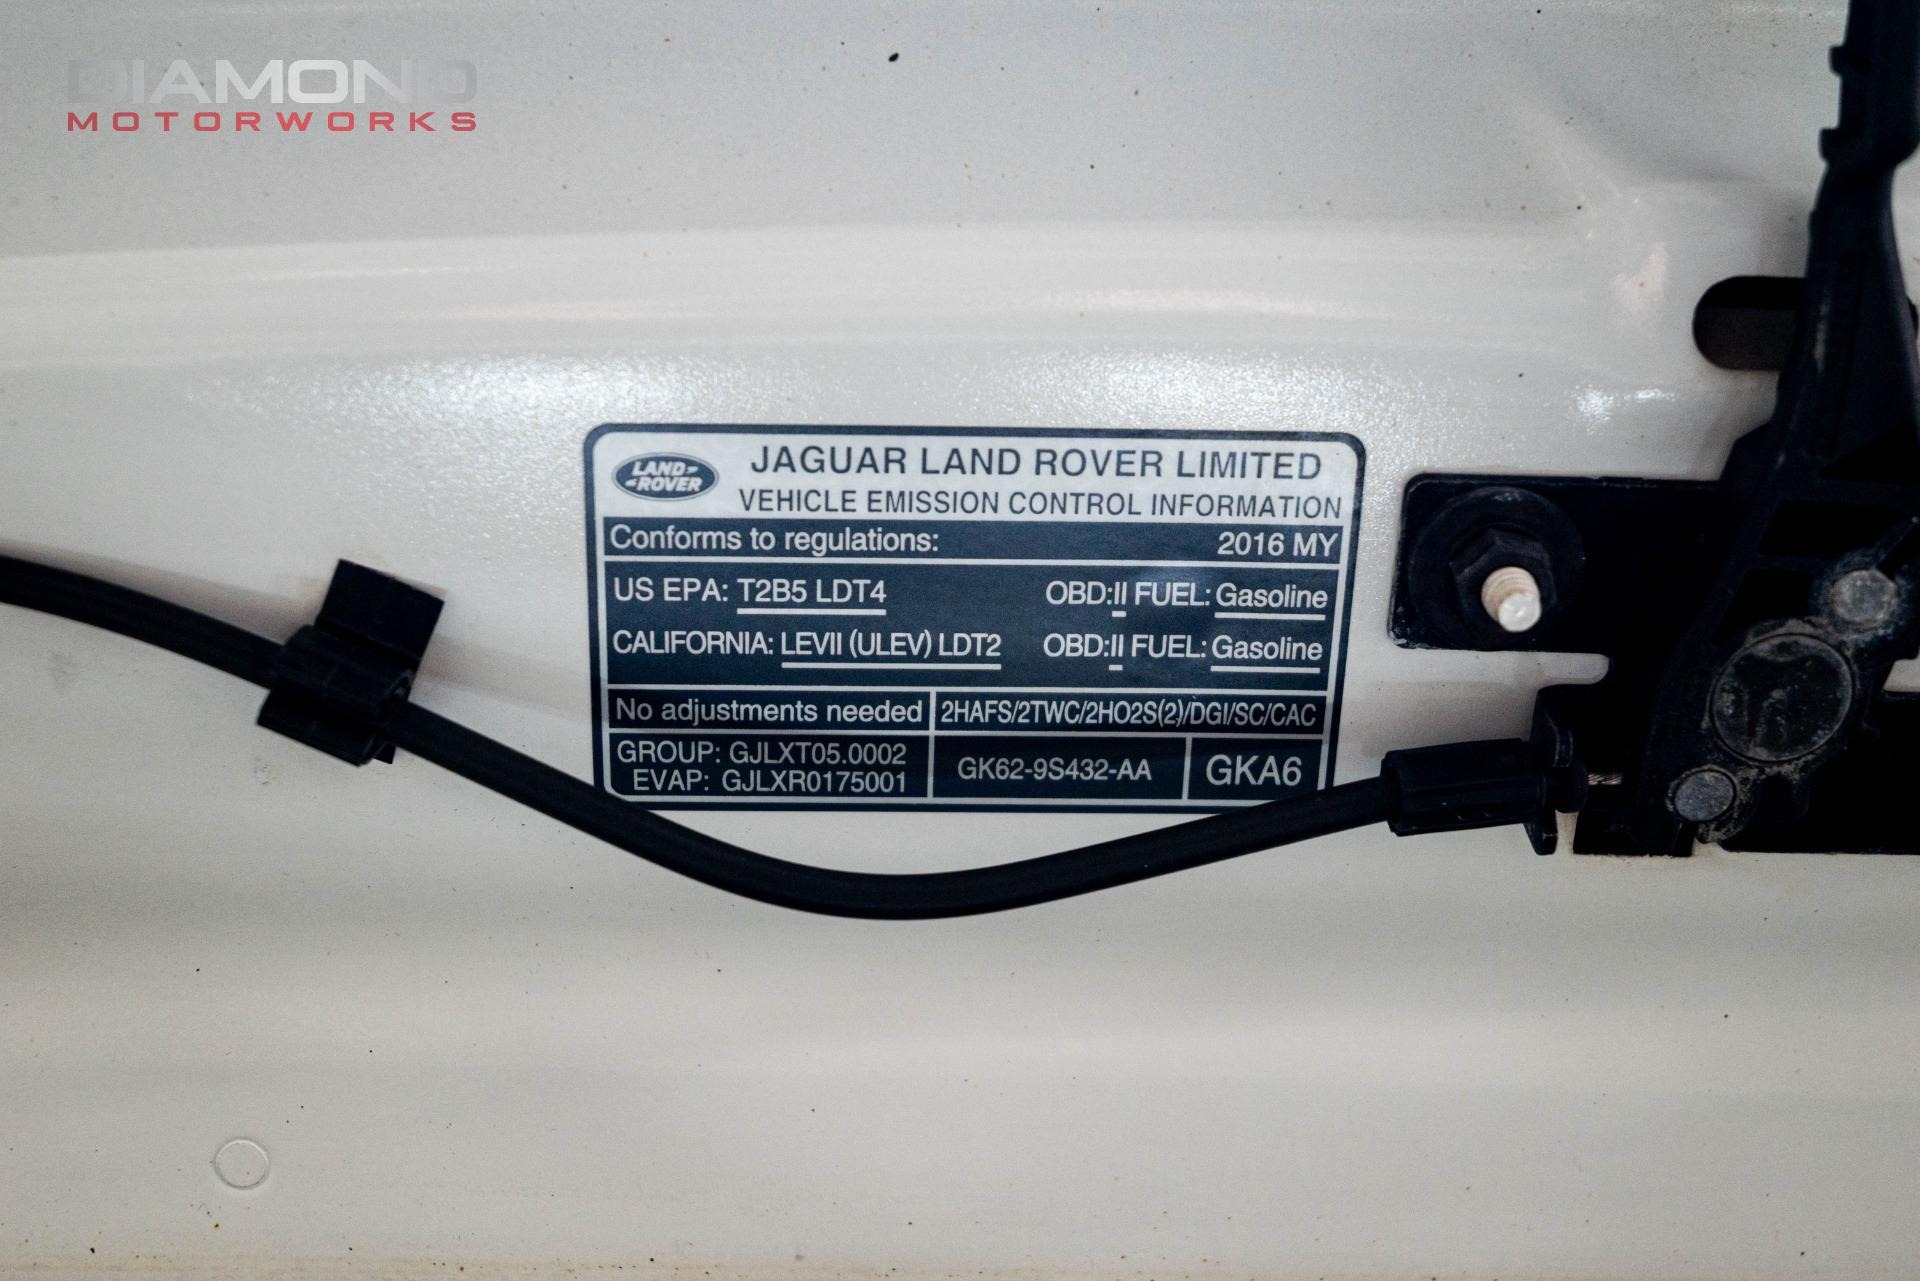 DIAMOND
MOTORWORKS
LAND-
-ROVER
JAGUAR LAND ROVER LIMITED
VEHICLE EMISSION CONTROL INFORMATION
Conforms to regulations: 2016 MY
US EPA: T2B5 LDT4 OBD:II FUEL: Gasoline
CALIFORNIA: LEVII (ULEV) LDT2 OBD:II FUEL: Gasoline
No adjustments needed 2HAFS/2TWC/2HO2S(2)/DGI/SC/CAC
GROUP: GJLXT05.0002
EVAP: GJLXR0175001
GK62-9S432-AA GKA6